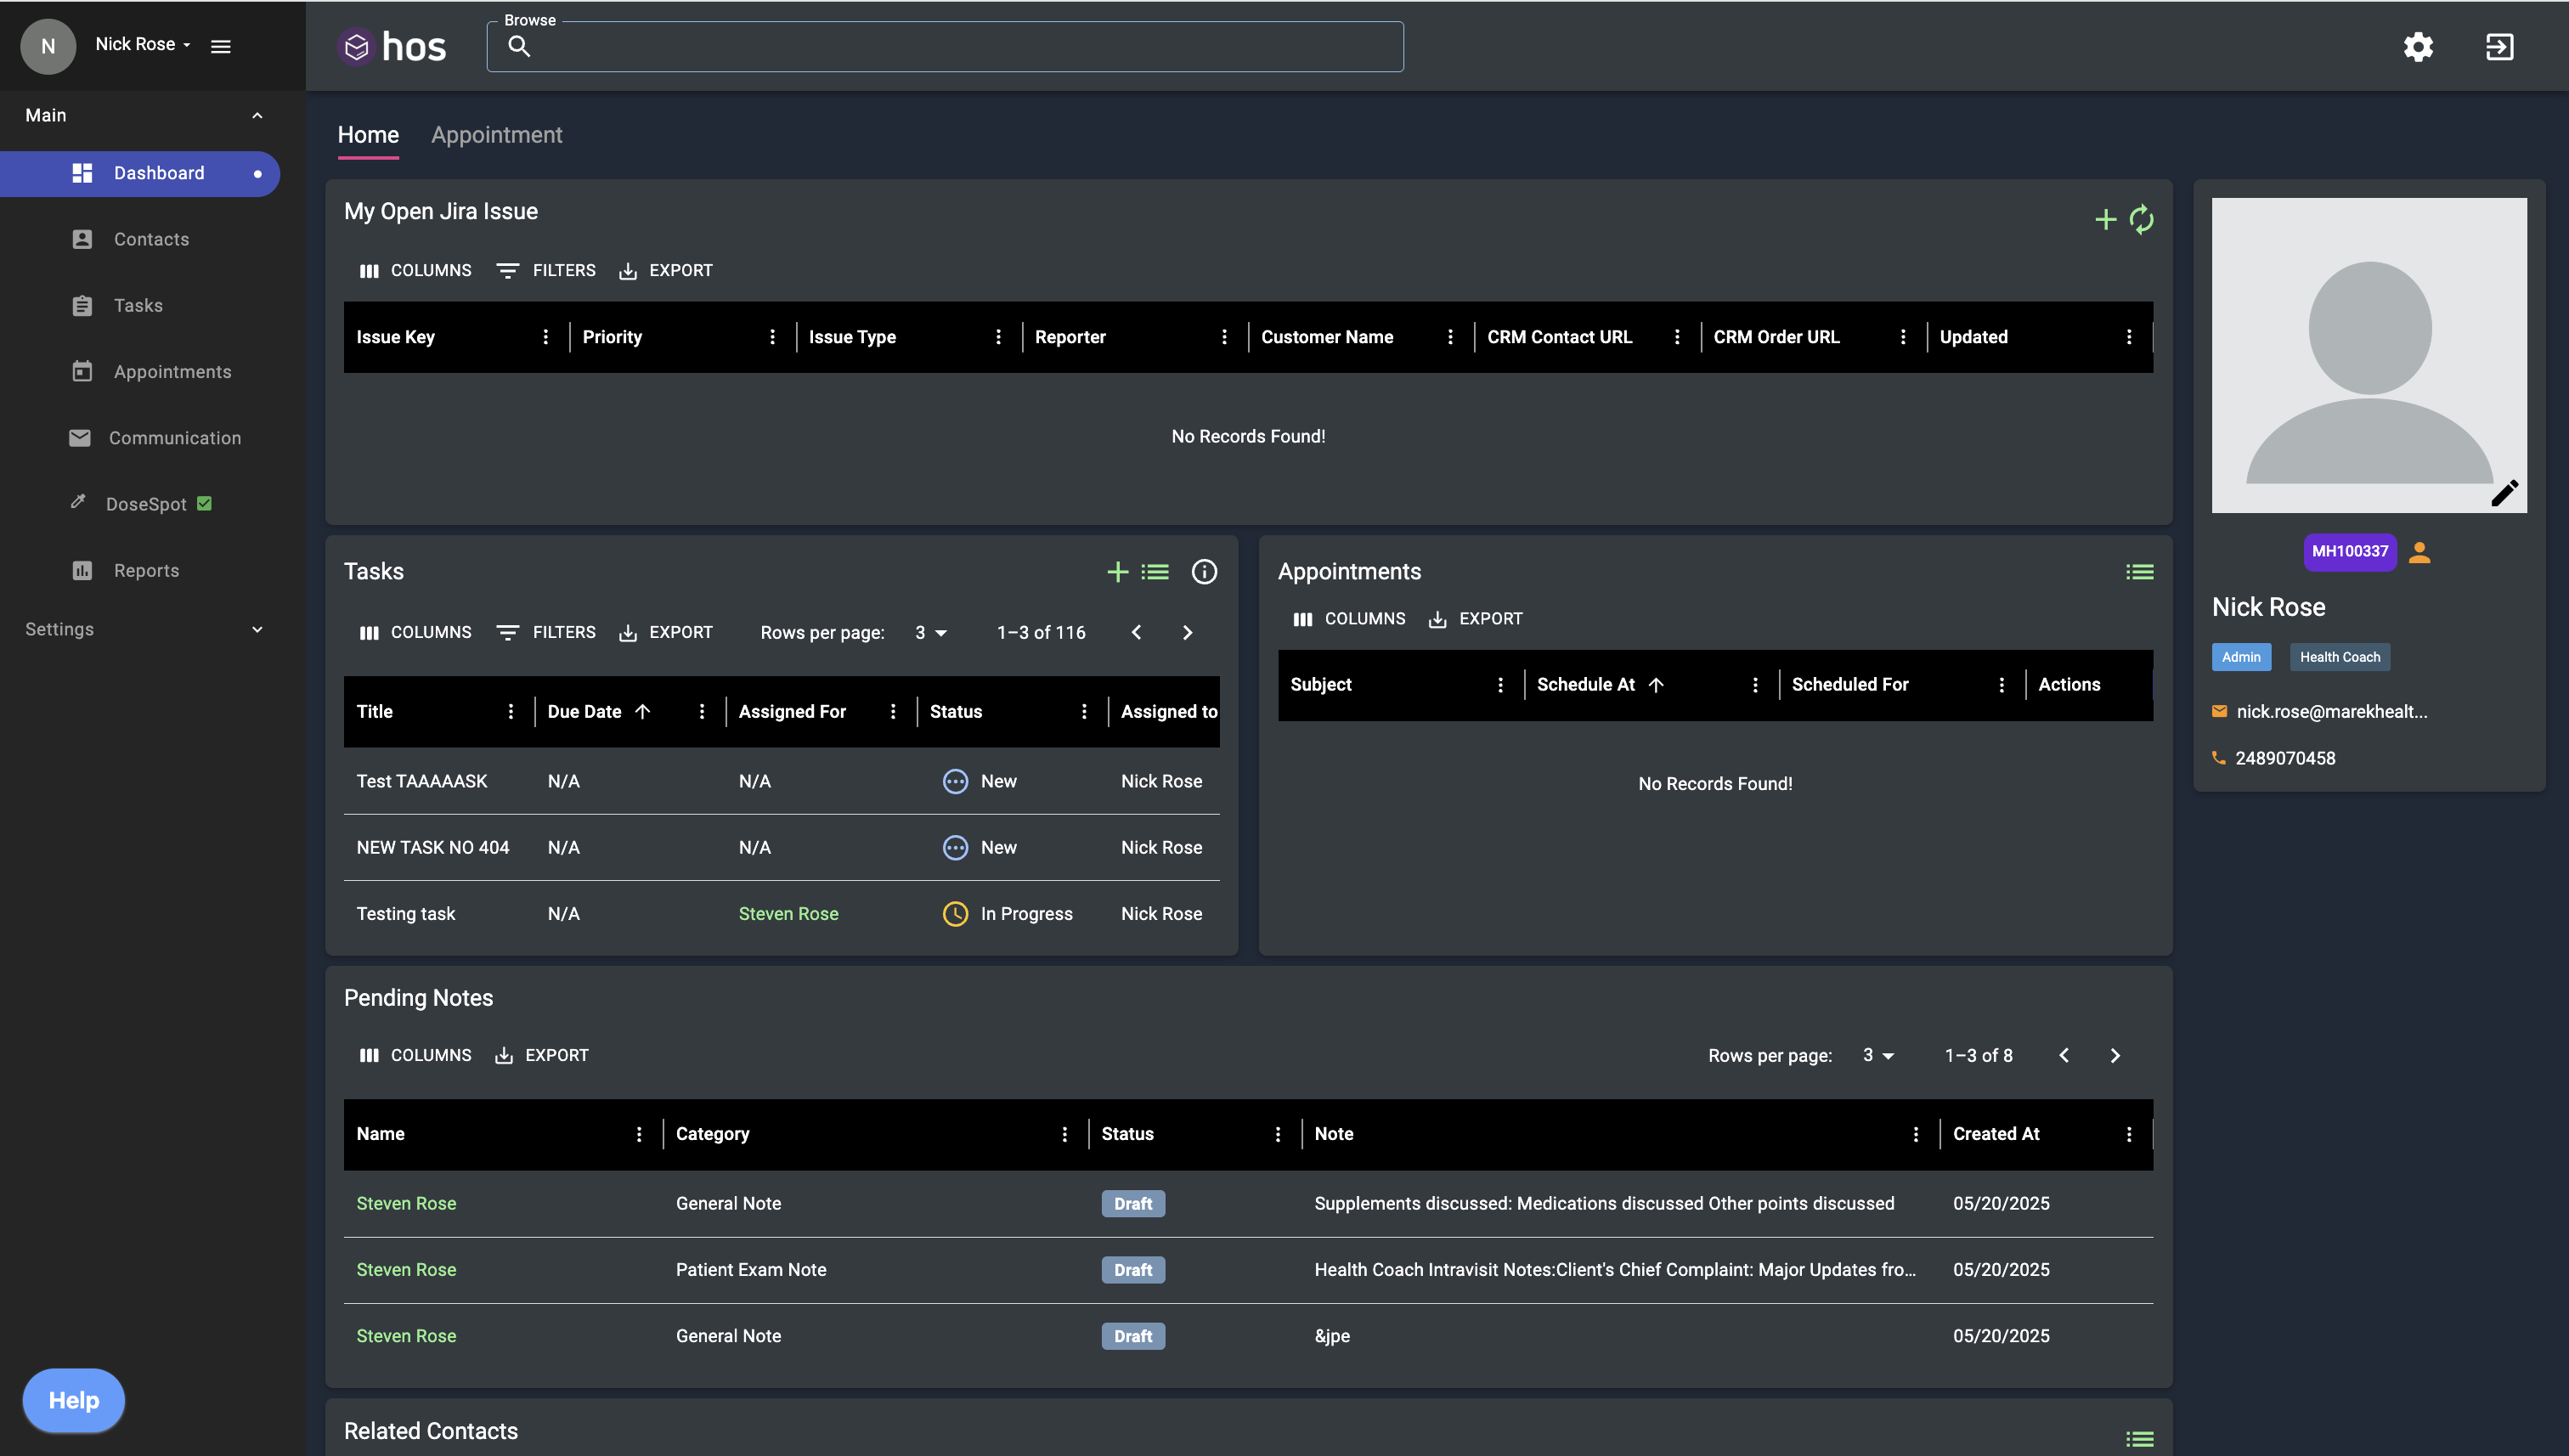 N
Nick Rose
hos
Browse
Main
Dashboard
Contacts
Tasks
Appointments
Communication
DoseSpot
Reports
Settings
Help
Home
Appointment
My Open Jira Issue
COLUMNS FILTERS EXPORT
Issue Key Priority Issue Type Reporter Customer Name CRM Contact URL CRM Order URL Updated
No Records Found!
Tasks
COLUMNS FILTERS EXPORT Rows per page: 3 1–3 of 116
Title Due Date Assigned For Status Assigned to
Test TAAAAASK N/A N/A New Nick Rose
NEW TASK NO 404 N/A N/A New Nick Rose
Testing task N/A Steven Rose In Progress Nick Rose
Appointments
COLUMNS EXPORT
Subject Schedule At Scheduled For Actions
No Records Found!
Pending Notes
COLUMNS EXPORT Rows per page: 3 1–3 of 8
Name Category Status Note Created At
Steven Rose General Note Draft Supplements discussed: Medications discussed Other points discussed 05/20/2025
Steven Rose Patient Exam Note Draft Health Coach Intravisit Notes:Client's Chief Complaint: Major Updates fro... 05/20/2025
Steven Rose General Note Draft &jpe 05/20/2025
Related Contacts
MH100337
Nick Rose
Admin Health Coach
nick.rose@marekhealt...
2489070458